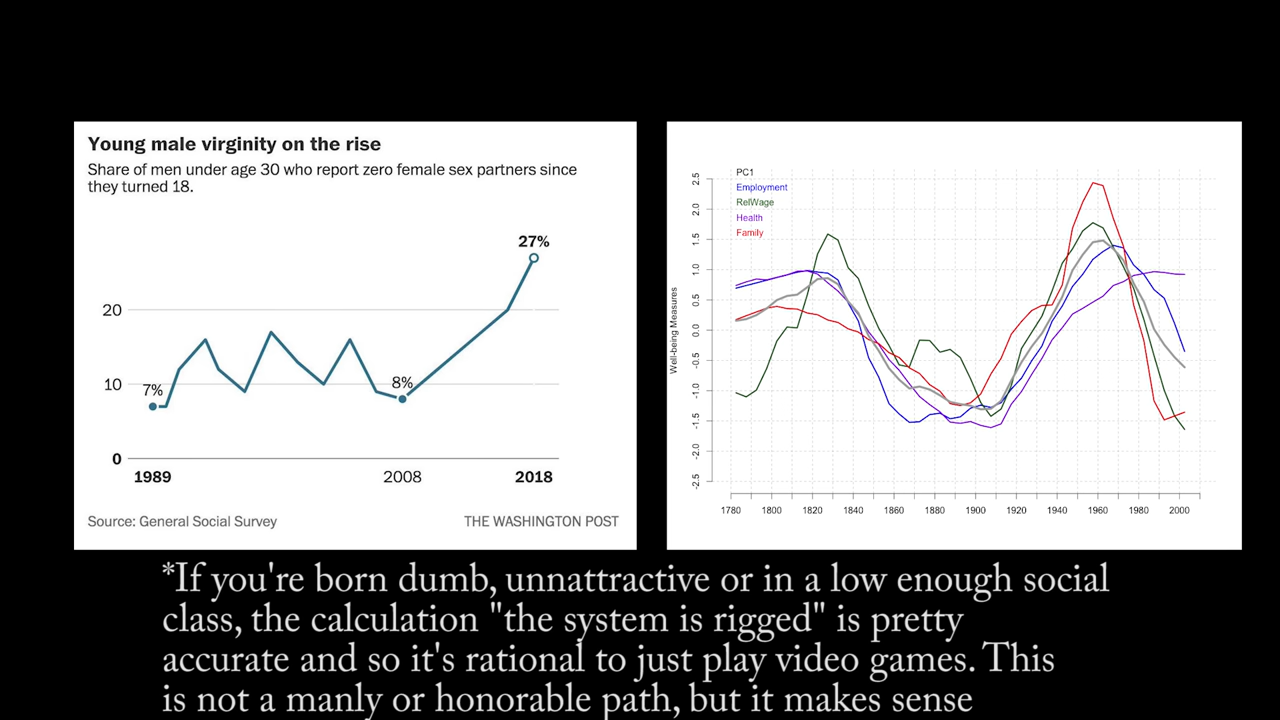 Young male virginity on the rise
Share of men under age 30 who report zero female sex partners since
they turned 18.
27%
20
10
7%
8%
0
1989
2008
2018
Source: General Social Survey
THE WASHINGTON POST
PC1
Employment
RelWage
Health
Family
Well-being Measures
2.5
2.0
1.5
1.0
0.5
0.0
-0.5
-1.0
-1.5
-2.0
-2.5
1780 1800 1820 1840 1860 1880 1900 1920 1940 1960 1980 2000
*If you're born dumb, unnattractive or in a low enough social
class, the calculation "the system is rigged" is pretty
accurate and so it's rational to just play video games. This
is not a manly or honorable path, but it makes sense